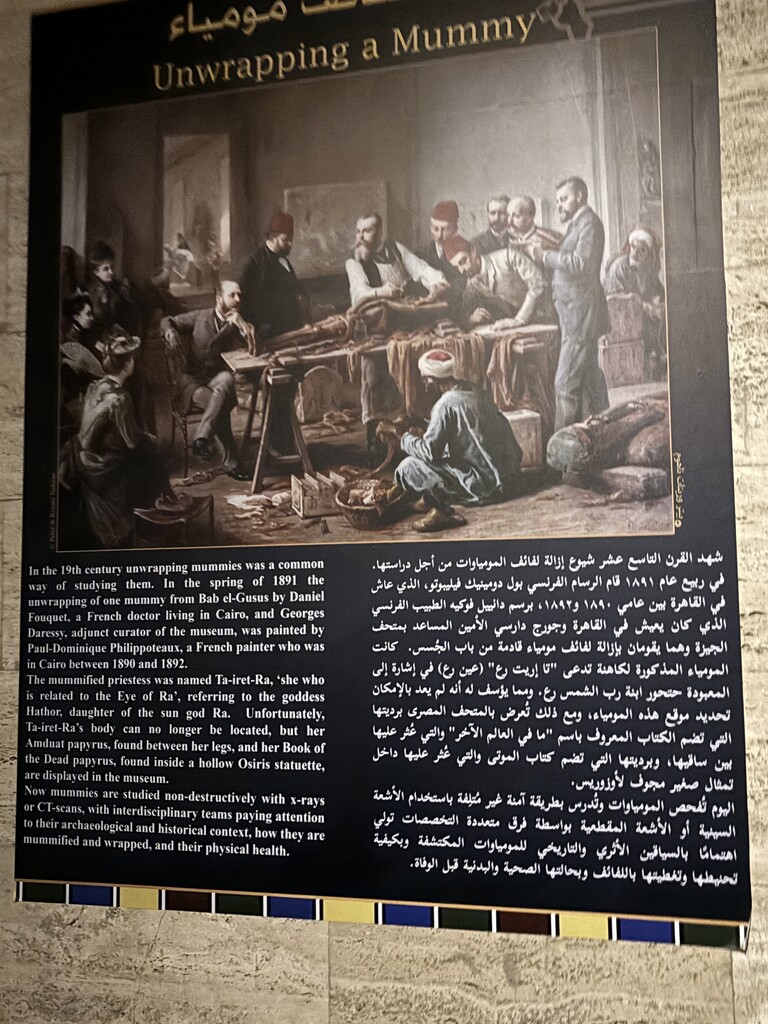 مومياء
Unwrapping a Mummy
In the 19th century unwrapping mummies was a common
way of studying them. In the spring of 1891 the
unwrapping of one mummy from Bab el-Gusus by Daniel
Fouquet, a French doctor living in Cairo, and Georges
Daressy, adjunct curator of the museum, was painted by
Paul-Dominique Philippoteaux, a French painter who was
in Cairo between 1890 and 1892.
The mummified priestess was named Ta-iret-Ra, ‘she who
is related to the Eye of Ra’, referring to the goddess
Hathor, daughter of the sun god Ra. Unfortunately,
Ta-iret-Ra’s body can no longer be located, but her
Amduat papyrus, found between her legs, and her Book of
the Dead papyrus, found inside a hollow Osiris statuette,
are displayed in the museum.
Now mummies are studied non-destructively with x-rays
or CT-scans, with interdisciplinary teams paying attention
to their archaeological and historical context, how they are
mummified and wrapped, and their physical health.
شهد القرن التاسع عشر شيوع إزالة لفائف المومياوات من أجل دراستها.
في ربيع عام ١٨٩١ قام الرسام الفرنسي بول دومينيك فيليبوتو، الذي عاش
في القاهرة بين عامي ١٨٩٠ و١٨٩٢، برسم دانييل فوكيه الطبيب الفرنسي
الذي كان يعيش في القاهرة وجورج دارسي الأمين المساعد بمتحف
الجيزة وهما يقومان بإزالة لفائف مومياء قادمة من باب الجُسس. كانت
المومياء المذكورة لكاهنة تدعى "تا إريت رع" (عين رع) في إشارة إلى
المعبودة حتحور ابنة رب الشمس رع. ومما يؤسف له أنه لم يعد بالإمكان
تحديد موقع هذه المومياء، ومع ذلك تُعرض بالمتحف المصرى برديتها
التي تضم الكتاب المعروف باسم "ما في العالم الآخر" والتي عُثر عليها
بين ساقيها، وبرديتها التي تضم كتاب الموتى والتي عُثر عليها داخل
تمثال صغير مجوف لأوزوريس.
اليوم تُفحص المومياوات وتُدرس بطريقة آمنة غير مُتلِفة باستخدام الأشعة
السينية أو الأشعة المقطعية بواسطة فرق متعددة التخصصات تولي
اهتمامًا بالسياقين الأثري والتاريخي للمومياوات المكتشفة وبكيفية
تحنيطها وتغطيتها باللفائف وبحالتها الصحية والبدنية قبل الوفاة.